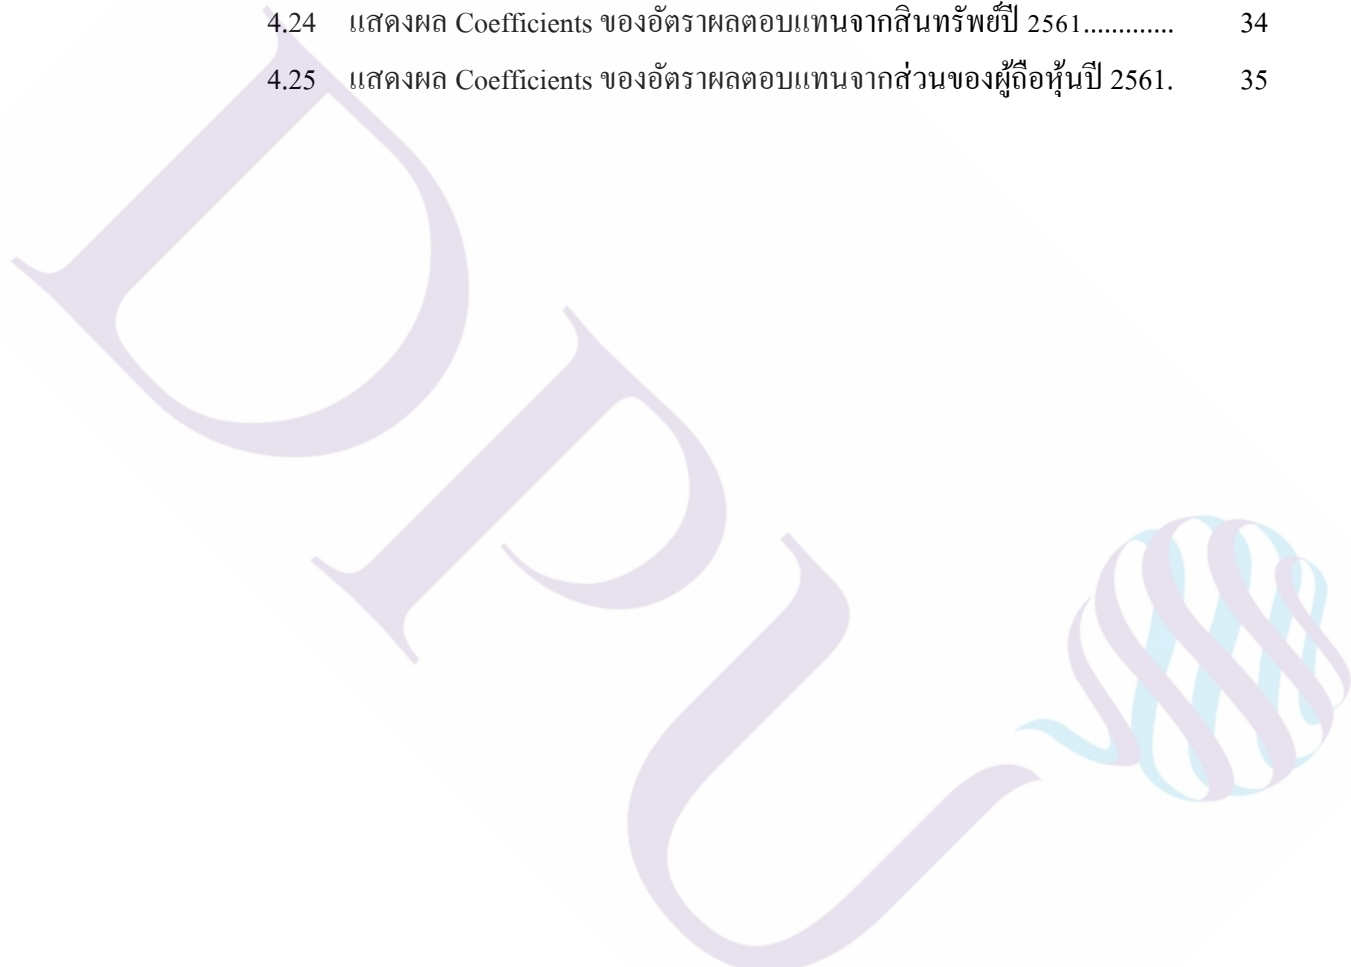 4.24 แสดงผล Coefficients ของอัตราผลตอบแทนจากสินทรัพย์ปี 2561............. 34
4.25 แสดงผล Coefficients ของอัตราผลตอบแทนจากส่วนของผู้ถือหุ้นปี 2561. 35
DPU